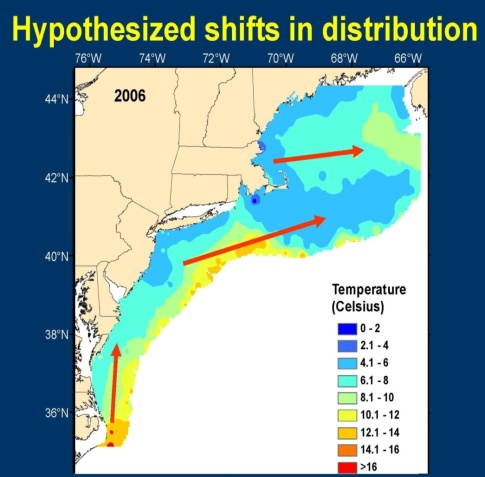 Hypothesized shifts in distribution
76°W 74°W 72°W 70°W 68°W 66°W
2006
44°N
42°N
40°N
38°N
36°N
Temperature
(Celsius)
0 - 2
2.1 - 4
4.1 - 6
6.1 - 8
8.1 - 10
10.1 - 12
12.1 - 14
14.1 - 16
>16